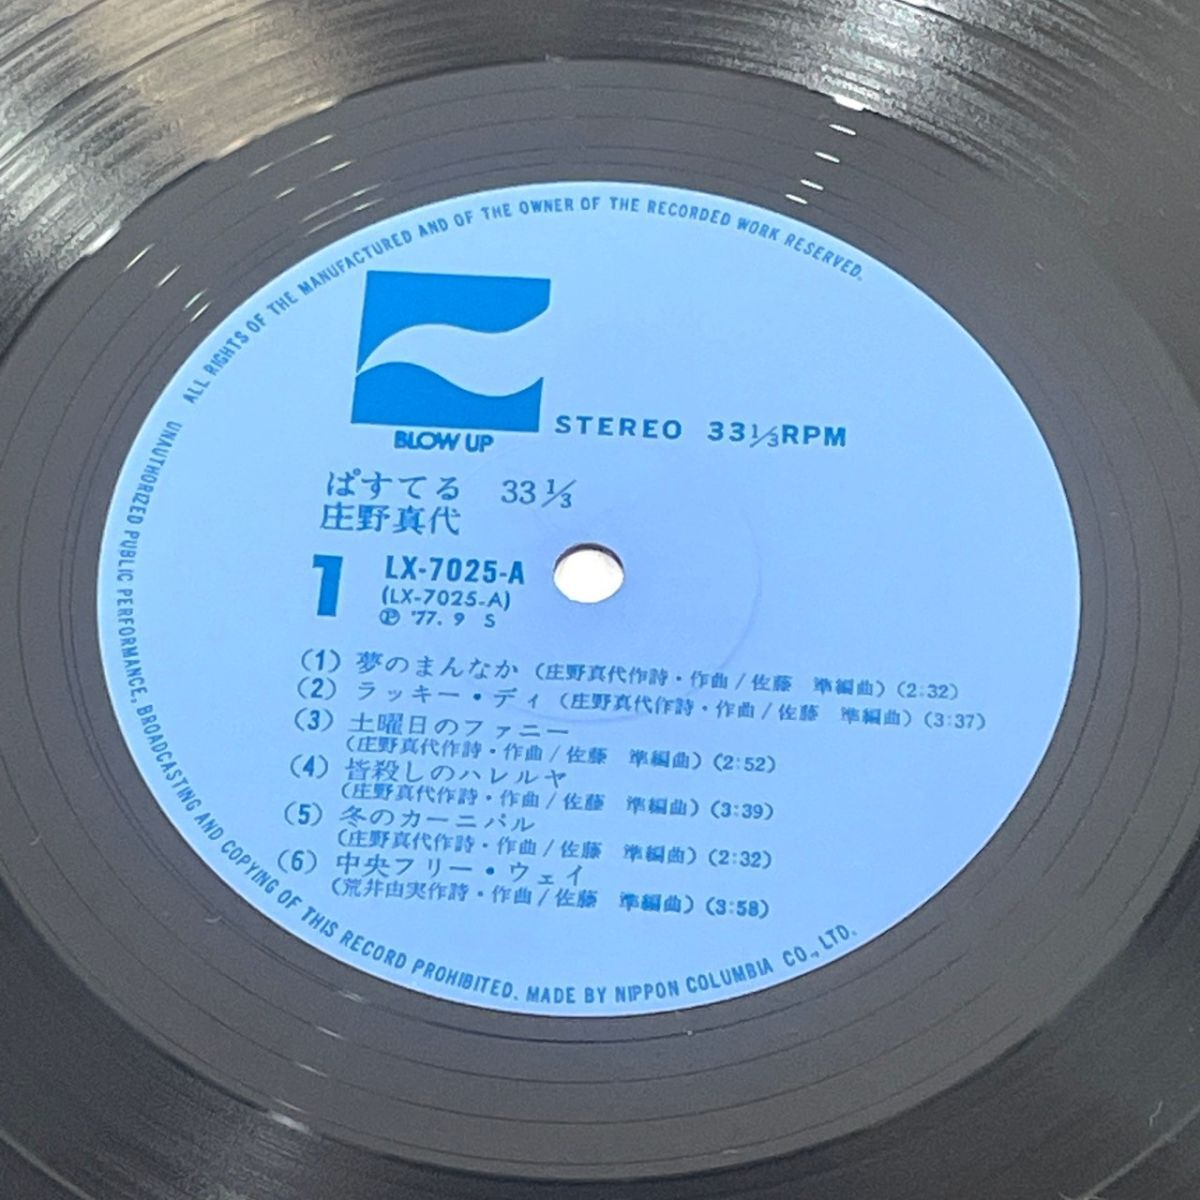 ALL RIGHTS OF THE MANUFACTURED AND OF THE OWNER OF THE RECORDED WORK RESERVED.
BLOW UP
STEREO 33⅓RPM
ぱすてる 33⅓
庄野真代
1
LX-7025-A
(LX-7025-A)
Ⓟ '77. 9 S
(1) 夢のまんなか (庄野真代作詩・作曲/佐藤 準編曲) (2:32)
(2) ラッキー・ディ (庄野真代作詩・作曲/佐藤 準編曲) (3:37)
(3) 土曜日のファニー
(庄野真代作詩・作曲/佐藤 準編曲) (2:52)
(4) 皆殺しのハレルヤ
(庄野真代作詩・作曲/佐藤 準編曲) (3:39)
(5) 冬のカーニバル
(庄野真代作詩・作曲/佐藤 準編曲) (2:32)
(6) 中央フリー・ウェイ
(荒井由実作詩・作曲/佐藤 準編曲) (3:58)
UNAUTHORIZED PUBLIC PERFORMANCE, BROADCASTING AND COPYING OF THIS RECORD PROHIBITED. MADE BY NIPPON COLUMBIA CO., LTD.